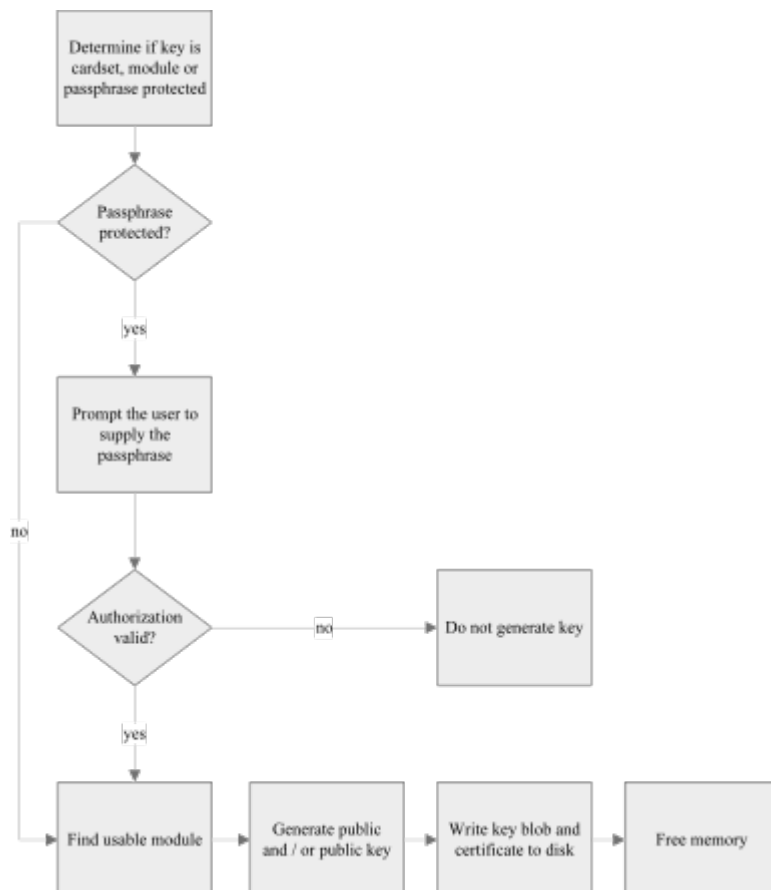 Determine if key is
cardset, module or
passphrase protected
Passphrase
protected?
yes
Prompt the user to
supply the
passphrase
no
Authorization
valid?
no
Do not generate key
yes
Find usable module
Generate public
and / or public key
Write key blob and
certificate to disk
Free memory